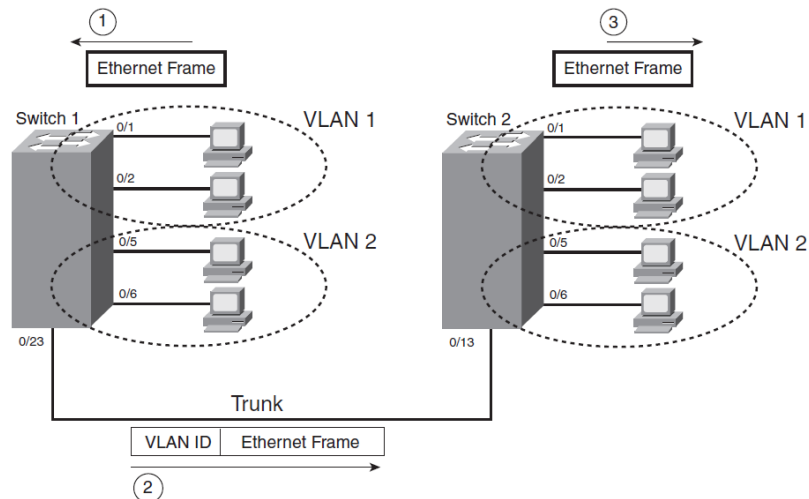 1
Ethernet Frame
Switch 1
VLAN 1
0/1
0/2
VLAN 2
0/5
0/6
0/23
3
Ethernet Frame
Switch 2
VLAN 1
0/1
0/2
VLAN 2
0/5
0/6
0/13
Trunk
VLAN ID Ethernet Frame
2